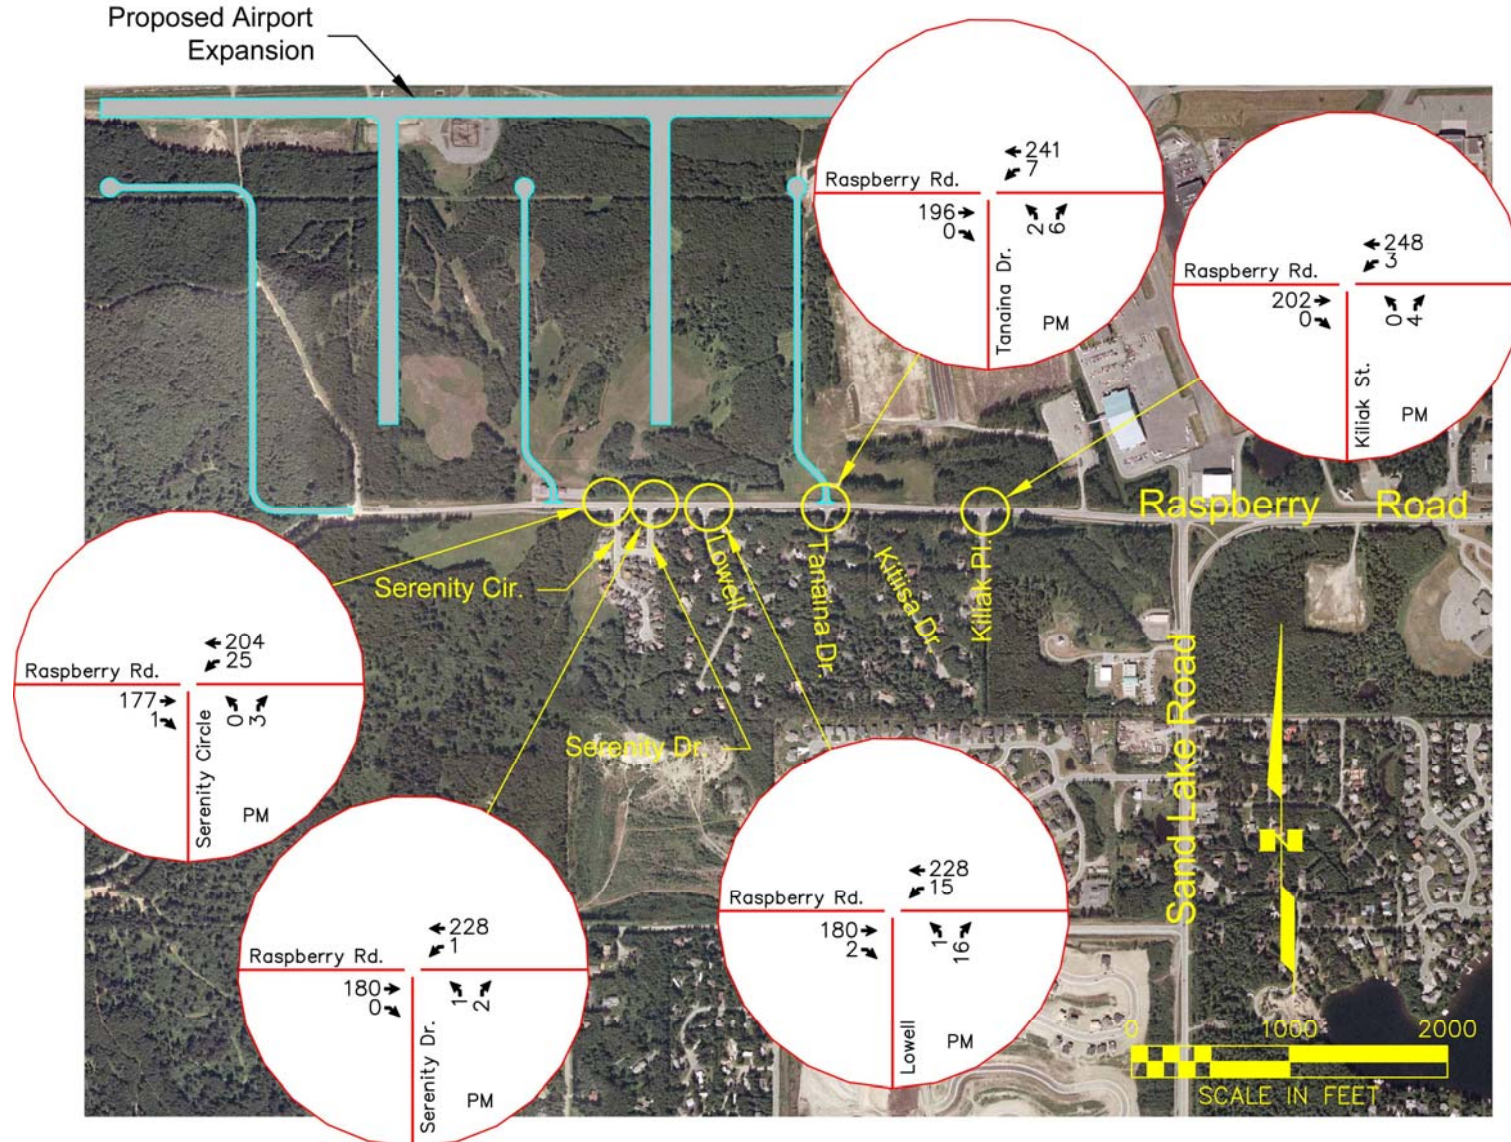 Proposed Airport
Expansion
241
7
Raspberry Rd.
196
0
2
6
Tanaina Dr.
PM
248
3
Raspberry Rd.
202
0
0
4
Kiliak St.
PM
Raspberry Road
Serenity Cir.
Lowell
Tanaina Dr.
Kitiisa Dr.
Kiliak Pl.
204
25
Raspberry Rd.
177
1
0
3
Serenity Circle
PM
Serenity Dr.
Sand Lake Road
N
228
1
Raspberry Rd.
180
0
1
2
Serenity Dr.
PM
228
15
Raspberry Rd.
180
2
1
16
Lowell
PM
0 1000 2000
SCALE IN FEET